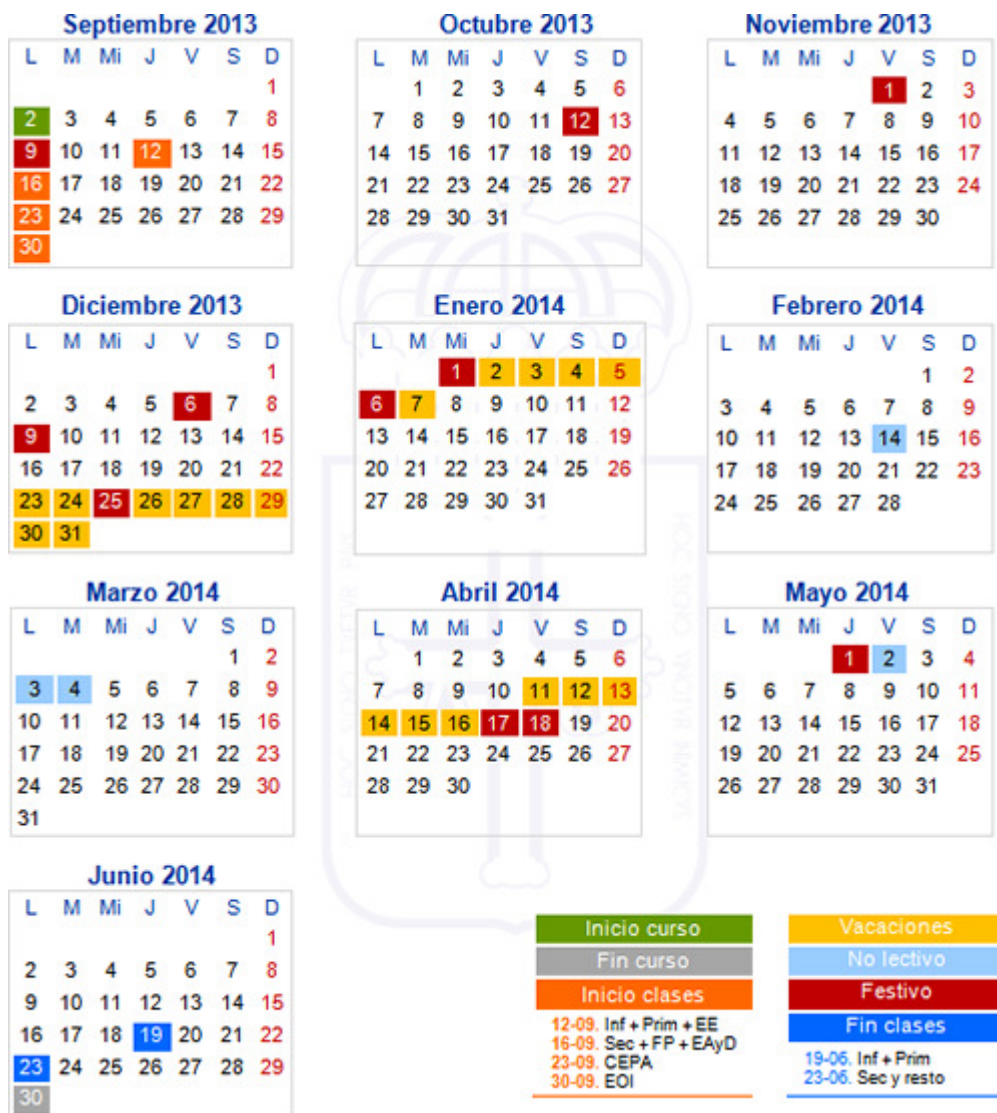 Septiembre 2013
L M Mi J V S D
1
2 3 4 5 6 7 8
9 10 11 12 13 14 15
16 17 18 19 20 21 22
23 24 25 26 27 28 29
30
Octubre 2013
L M Mi J V S D
1 2 3 4 5 6
7 8 9 10 11 12 13
14 15 16 17 18 19 20
21 22 23 24 25 26 27
28 29 30 31
Noviembre 2013
L M Mi J V S D
1 2 3
4 5 6 7 8 9 10
11 12 13 14 15 16 17
18 19 20 21 22 23 24
25 26 27 28 29 30
Diciembre 2013
L M Mi J V S D
1
2 3 4 5 6 7 8
9 10 11 12 13 14 15
16 17 18 19 20 21 22
23 24 25 26 27 28 29
30 31
Enero 2014
L M Mi J V S D
1 2 3 4 5
6 7 8 9 10 11 12
13 14 15 16 17 18 19
20 21 22 23 24 25 26
27 28 29 30 31
Febrero 2014
L M Mi J V S D
1 2
3 4 5 6 7 8 9
10 11 12 13 14 15 16
17 18 19 20 21 22 23
24 25 26 27 28
Marzo 2014
L M Mi J V S D
1 2
3 4 5 6 7 8 9
10 11 12 13 14 15 16
17 18 19 20 21 22 23
24 25 26 27 28 29 30
31
Abril 2014
L M Mi J V S D
1 2 3 4 5 6
7 8 9 10 11 12 13
14 15 16 17 18 19 20
21 22 23 24 25 26 27
28 29 30
Mayo 2014
L M Mi J V S D
1 2 3 4
5 6 7 8 9 10 11
12 13 14 15 16 17 18
19 20 21 22 23 24 25
26 27 28 29 30 31
Junio 2014
L M Mi J V S D
1
2 3 4 5 6 7 8
9 10 11 12 13 14 15
16 17 18 19 20 21 22
23 24 25 26 27 28 29
30
Inicio curso
Fin curso
Inicio clases
12-09. Inf + Prim + EE
16-09. Sec + FP + EAyD
23-09. CEPA
30-09. EOI
Vacaciones
No lectivo
Festivo
Fin clases
19-06. Inf + Prim
23-06. Sec y resto